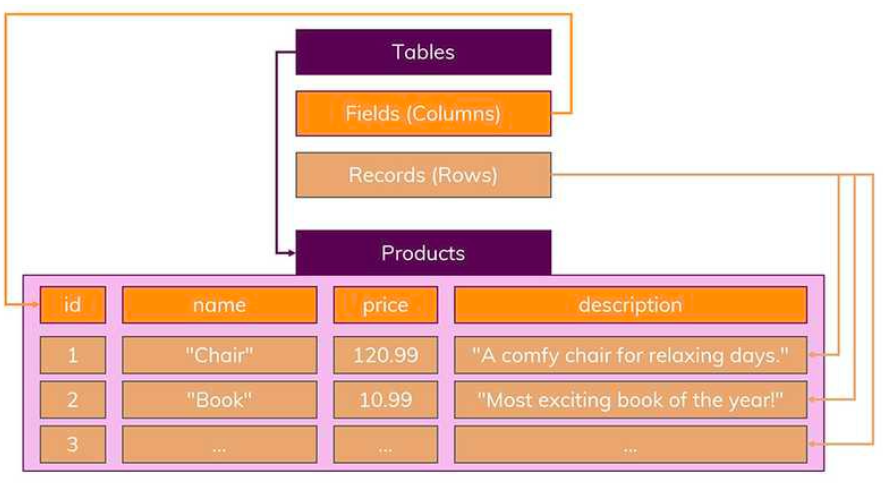 Tables
Fields (Columns)
Records (Rows)
Products
id name price description
1 "Chair" 120.99 "A comfy chair for relaxing days."
2 "Book" 10.99 "Most exciting book of the year!"
3 ... ... ...